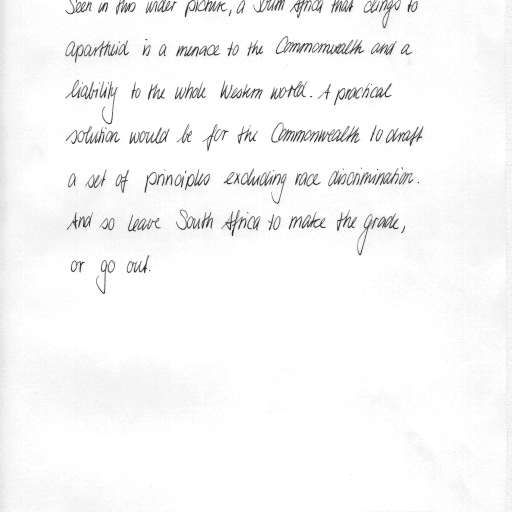 Seen in this wider picture, a South Africa that clings to
apartheid is a menace to the Commonwealth and a
liability to the whole Western world. A practical
solution would be for the Commonwealth to draft
a set of principles excluding race discrimination.
And so leave South Africa to make the grade,
or go out.